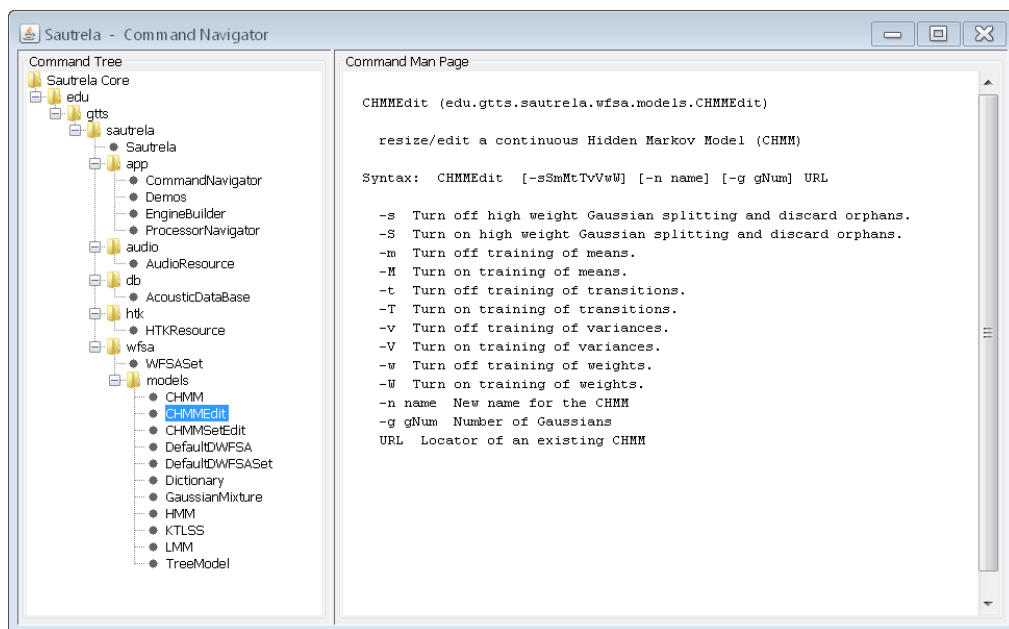 Sautrela - Command Navigator
Command Tree
Sautrela Core
edu
gtts
sautrela
Sautrela
app
CommandNavigator
Demos
EngineBuilder
ProcessorNavigator
audio
AudioResource
db
AcousticDataBase
htk
HTKResource
wfsa
WFSASet
models
CHMM
CHMMEdit
CHMMSetEdit
DefaultDWFSA
DefaultDWFSASet
Dictionary
GaussianMixture
HMM
KTLSS
LMM
TreeModel
Command Man Page
CHMMEdit (edu.gtts.sautrela.wfsa.models.CHMMEdit)
resize/edit a continuous Hidden Markov Model (CHMM)
Syntax: CHMMEdit [-sSmMtTvVwW] [-n name] [-g gNum] URL
-s Turn off high weight Gaussian splitting and discard orphans.
-S Turn on high weight Gaussian splitting and discard orphans.
-m Turn off training of means.
-M Turn on training of means.
-t Turn off training of transitions.
-T Turn on training of transitions.
-v Turn off training of variances.
-V Turn on training of variances.
-w Turn off training of weights.
-W Turn on training of weights.
-n name New name for the CHMM
-g gNum Number of Gaussians
URL Locator of an existing CHMM